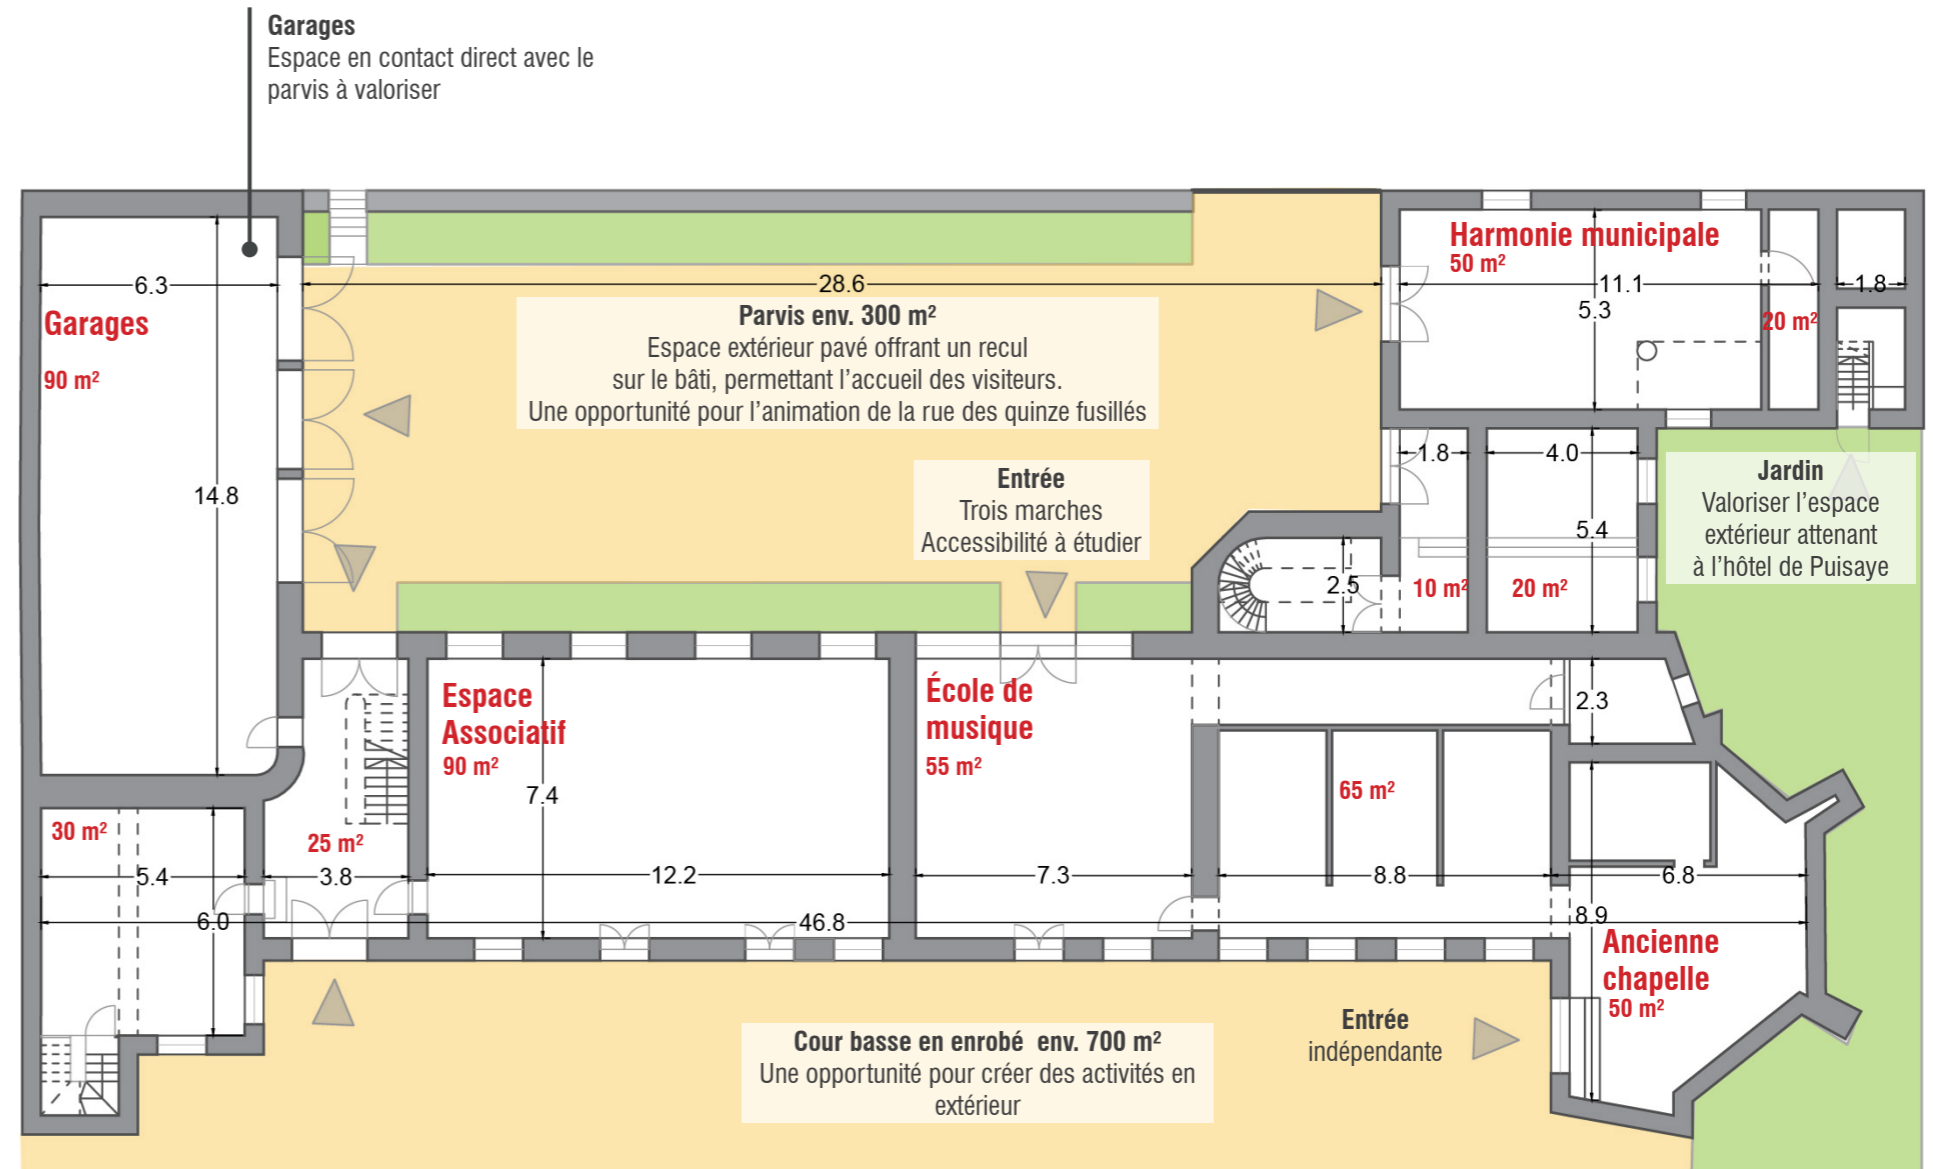 Garages
Espace en contact direct avec le
parvis à valoriser
Harmonie municipale
50 m²
6.3
28.6
11.1
1.8
5.3
Garages
90 m²
20 m²
Parvis env. 300 m²
Espace extérieur pavé offrant un recul
sur le bâti, permettant l'accueil des visiteurs.
Une opportunité pour l'animation de la rue des quinze fusillés
14.8
Entrée
Trois marches
Accessibilité à étudier
1.8
4.0
5.4
2.5
10 m²
20 m²
Jardin
Valoriser l'espace
extérieur attenant
à l'hôtel de Puisaye
Espace
Associatif
90 m²
7.4
École de
musique
55 m²
2.3
65 m²
30 m²
25 m²
5.4
3.8
12.2
7.3
8.8
6.8
6.0
46.8
8.9
Ancienne
chapelle
50 m²
Cour basse en enrobé env. 700 m²
Une opportunité pour créer des activités en
extérieur
Entrée
indépendante